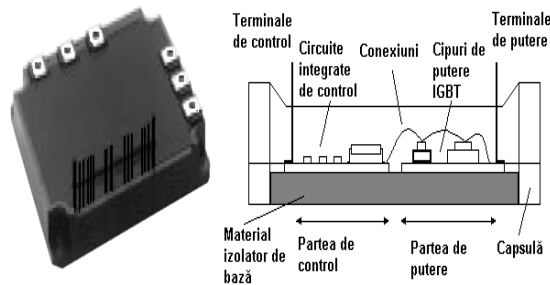 Terminale
de control
Circuite
integrate
de control
Conexiuni
Cipuri de
putere
IGBT
Terminale
de putere
Material
izolator de
bază
Partea de
control
Partea de
putere
Capsulă